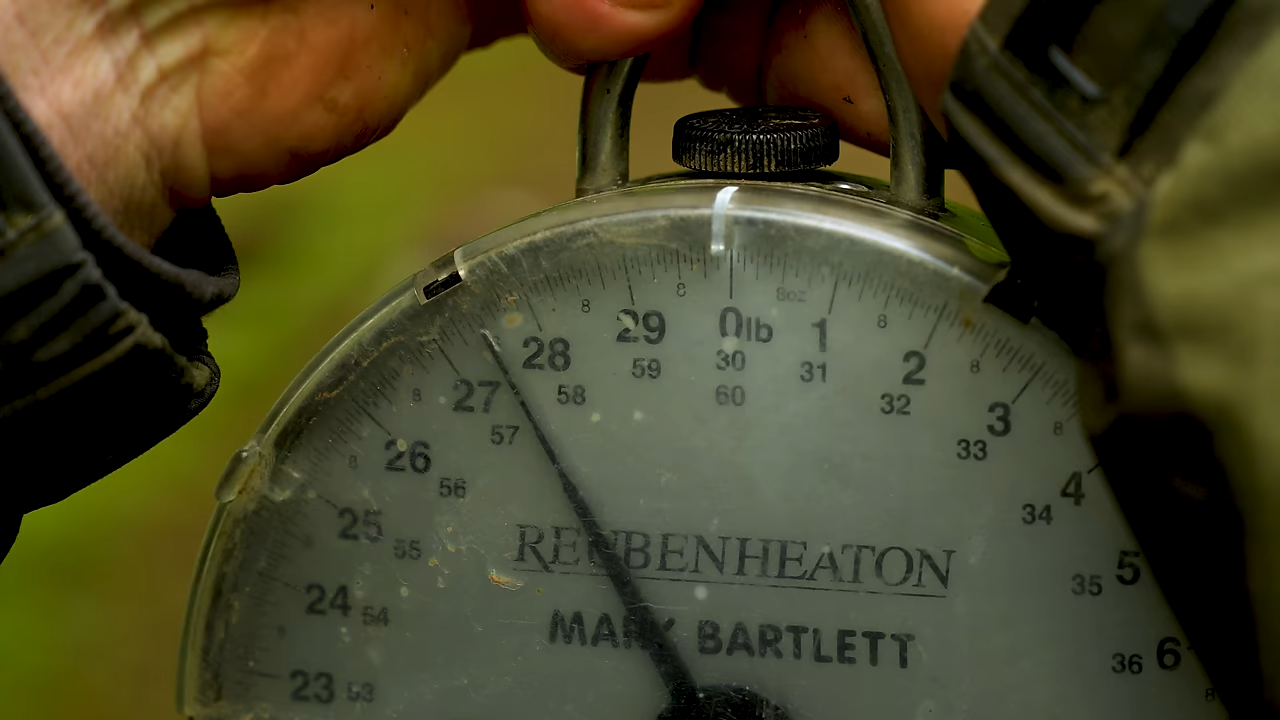 8 8 8oz 8 8 8
29 0lb 1
28 59 30 31 2
27 58 60 32 3
57 33
26 4
56 34
25 55 5
REUBENHEATON 35
24 54
MARK BARTLETT 36 6
23 53 8